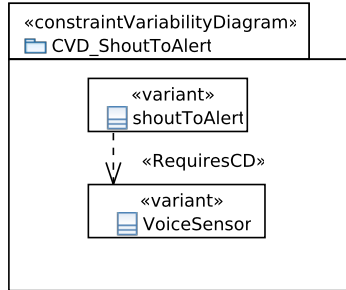 «constraintVariabilityDiagram»
CVD_ShoutToAlert
«variant»
shoutToAlert
«RequiresCD»
«variant»
VoiceSensor